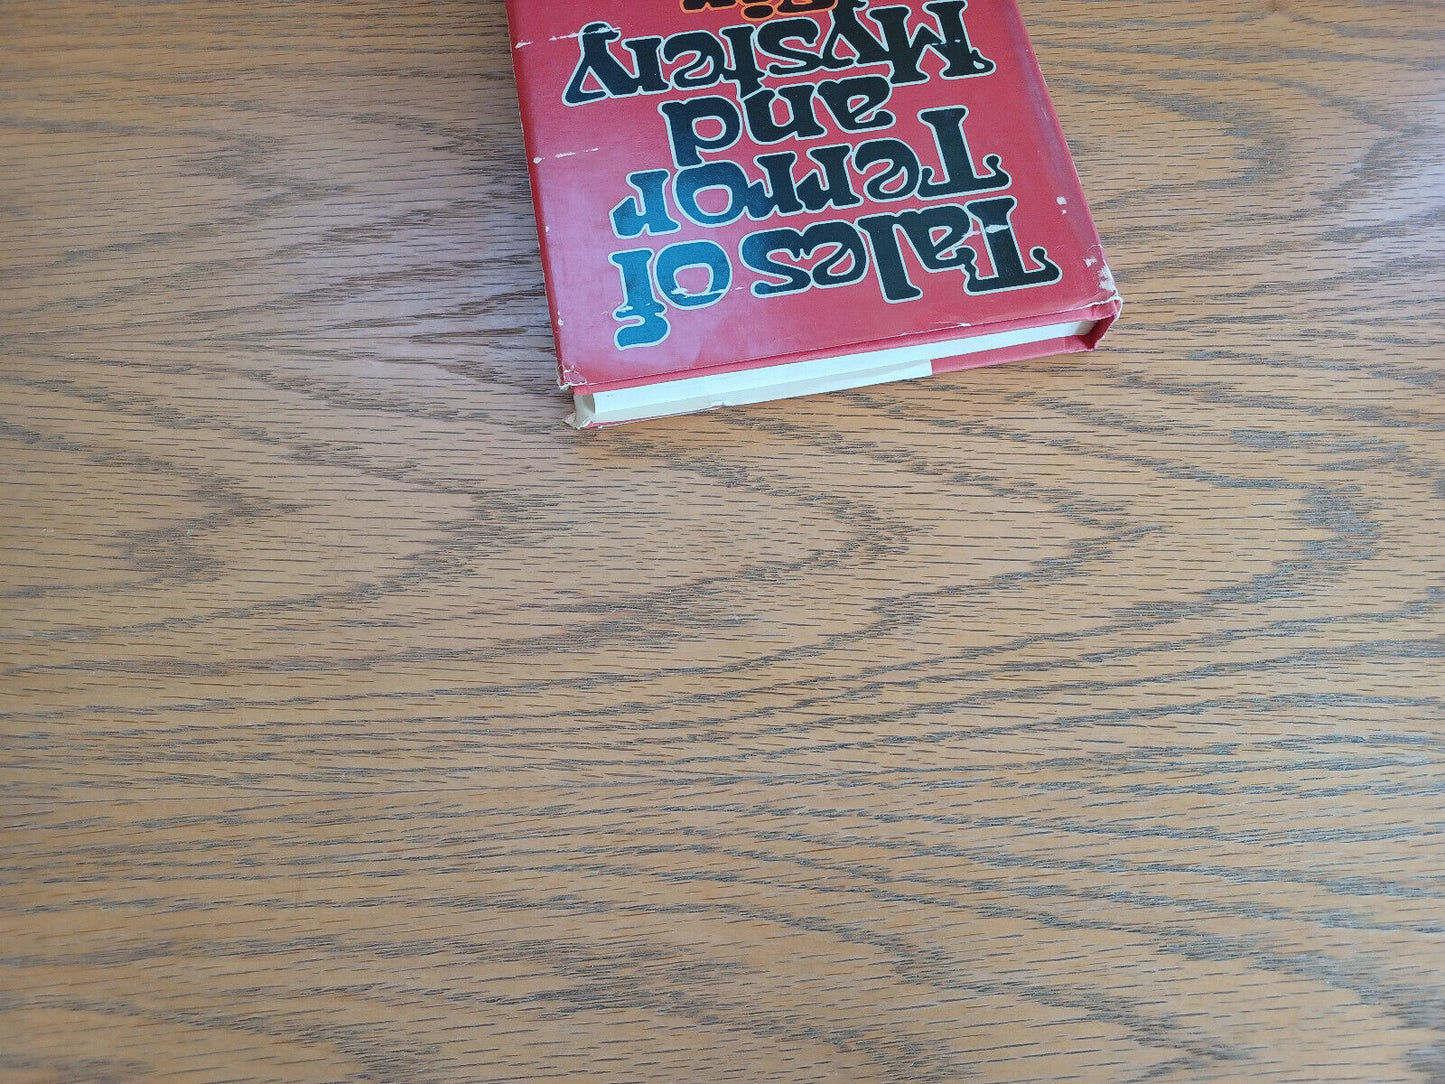 Tales of
Terror
and
Mystery